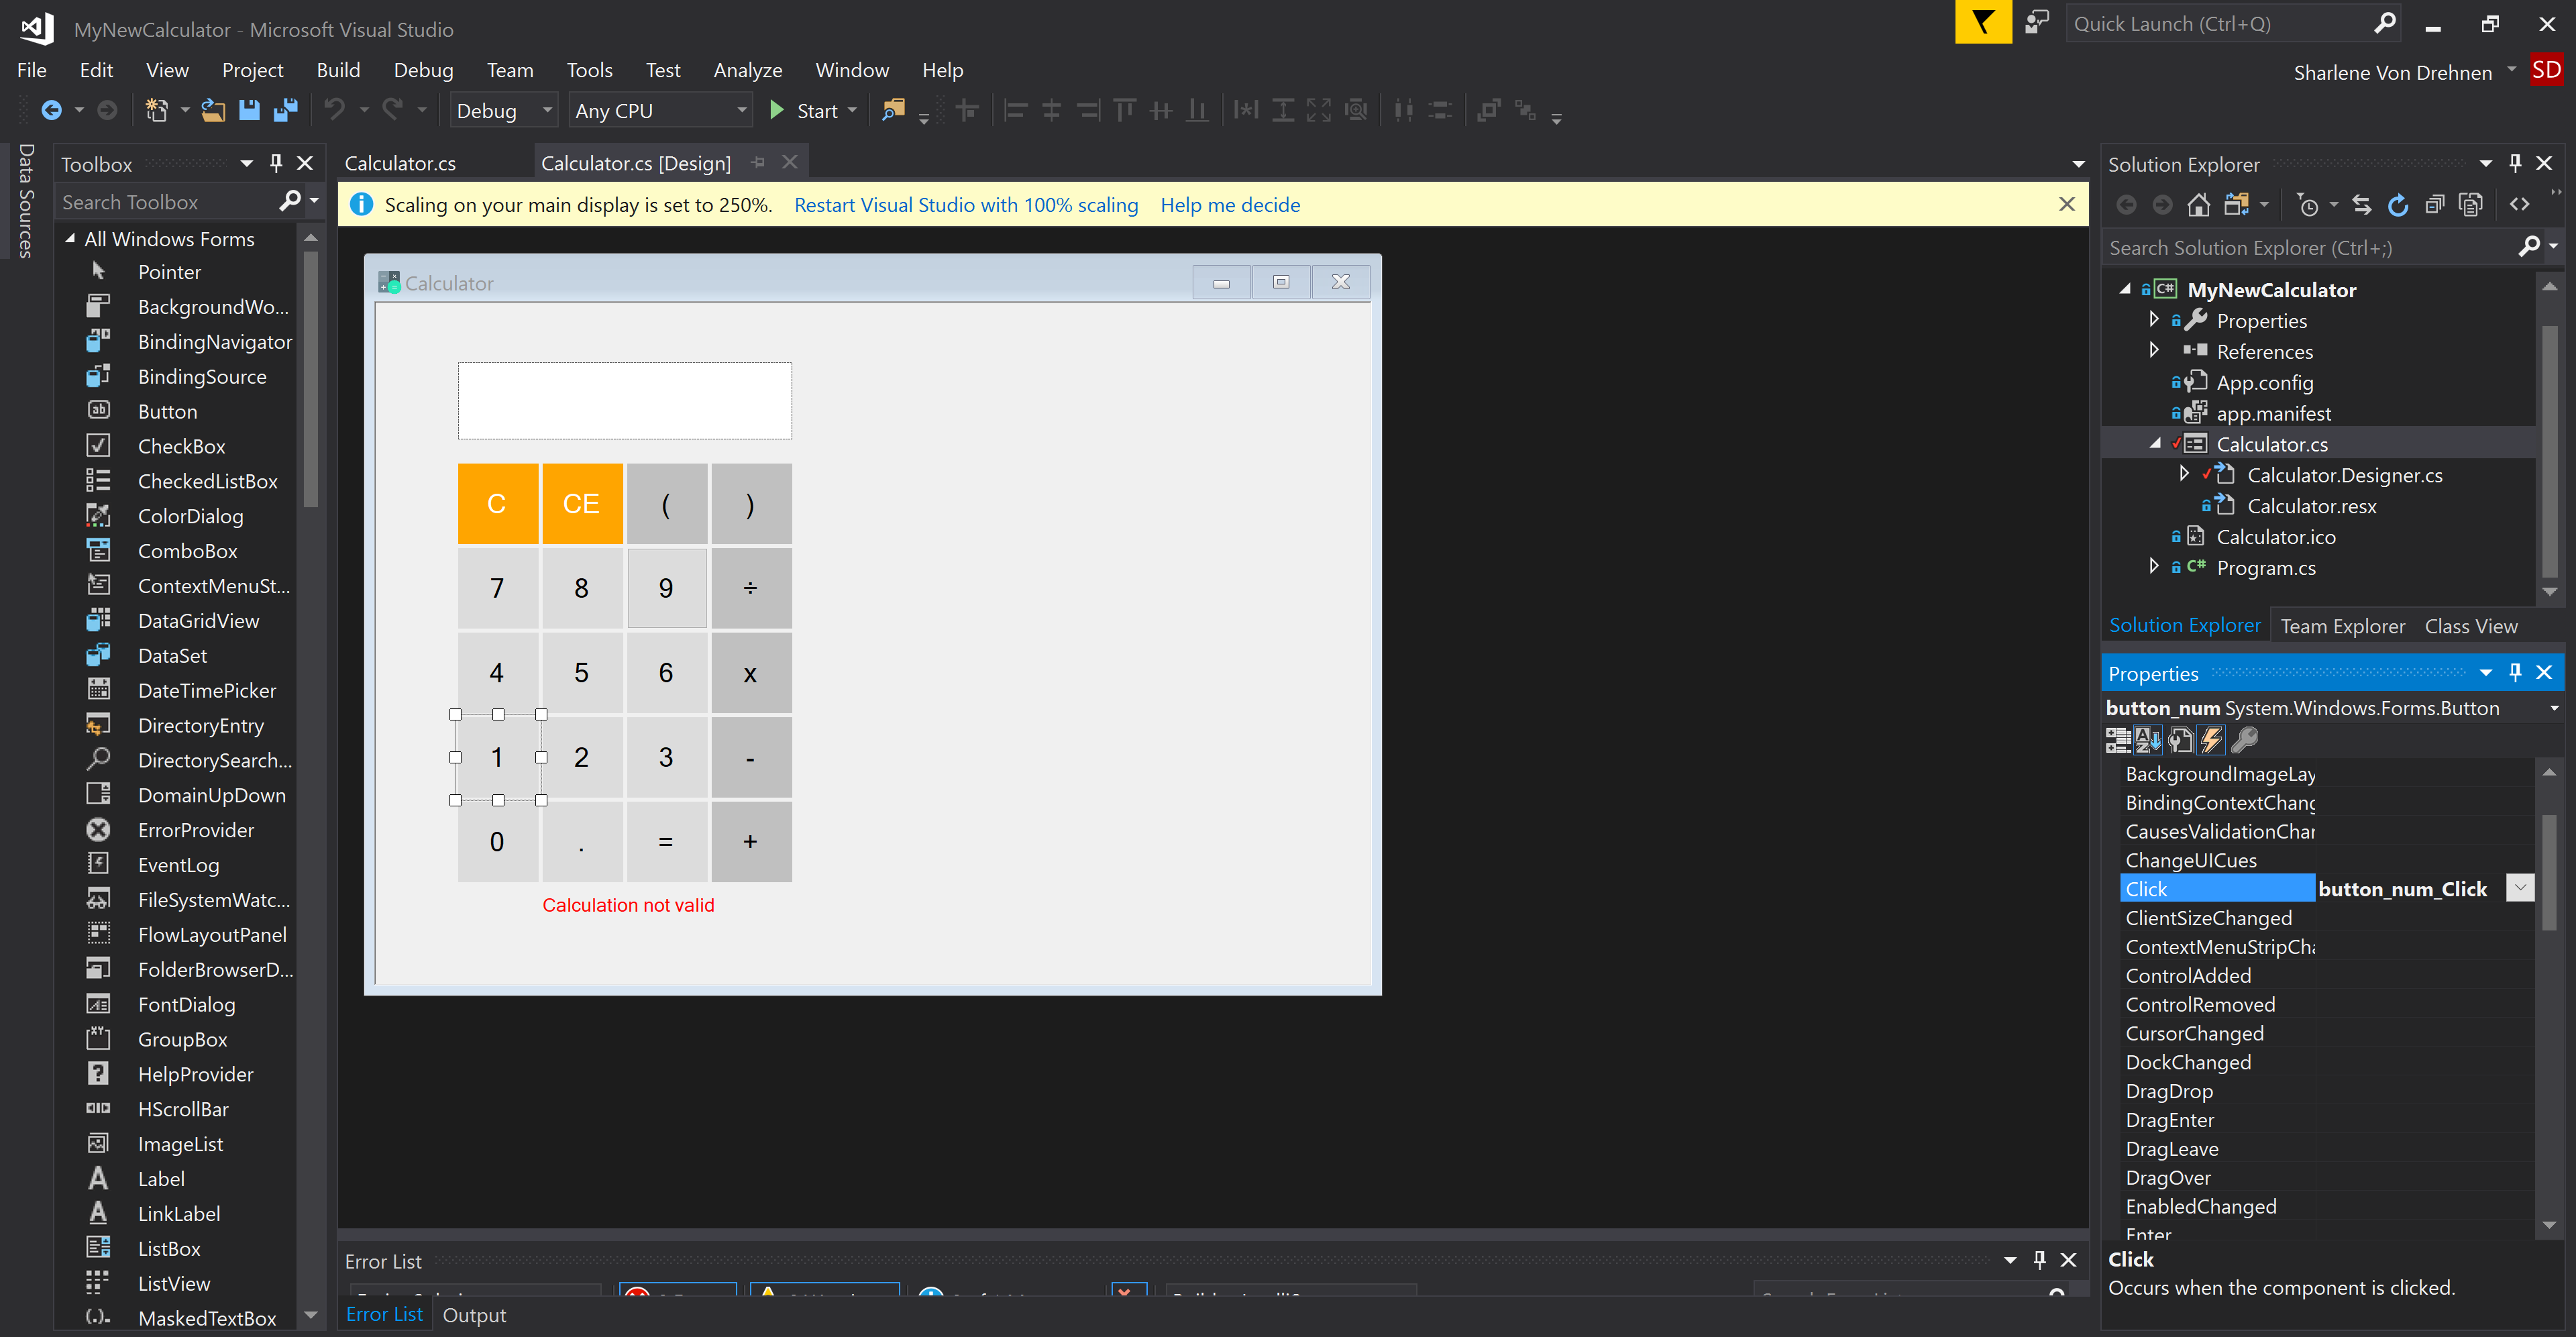 MyNewCalculator - Microsoft Visual Studio
Quick Launch (Ctrl+Q)
File Edit View Project Build Debug Team Tools Test Analyze Window Help
Sharlene Von Drehnen SD
Debug Any CPU Start
Data Sources
Toolbox
Search Toolbox
All Windows Forms
Pointer
BackgroundWo...
BindingNavigator
BindingSource
Button
CheckBox
CheckedListBox
ColorDialog
ComboBox
ContextMenuSt...
DataGridView
DataSet
DateTimePicker
DirectoryEntry
DirectorySearch...
DomainUpDown
ErrorProvider
EventLog
FileSystemWatc...
FlowLayoutPanel
FolderBrowserD...
FontDialog
GroupBox
HelpProvider
HScrollBar
ImageList
Label
LinkLabel
ListBox
ListView
MaskedTextBox
Calculator.cs Calculator.cs [Design]
Scaling on your main display is set to 250%. Restart Visual Studio with 100% scaling Help me decide
Calculator
C CE ( )
7 8 9 ÷
4 5 6 x
1 2 3 -
0 . = +
Calculation not valid
Error List
Error List Output
Solution Explorer
Search Solution Explorer (Ctrl+;)
MyNewCalculator
Properties
References
App.config
app.manifest
Calculator.cs
Calculator.Designer.cs
Calculator.resx
Calculator.ico
Program.cs
Solution Explorer Team Explorer Class View
Properties
button_num System.Windows.Forms.Button
BackgroundImageLay
BindingContextChang
CausesValidationChar
ChangeUICues
Click button_num_Click
ClientSizeChanged
ContextMenuStripCha
ControlAdded
ControlRemoved
CursorChanged
DockChanged
DragDrop
DragEnter
DragLeave
DragOver
EnabledChanged
Enter
Click
Occurs when the component is clicked.